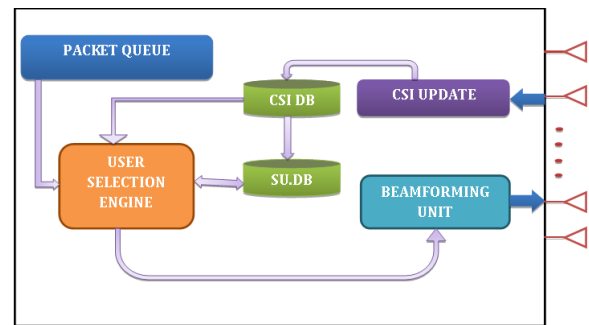 PACKET QUEUE
CSI DB
CSI UPDATE
USER
SELECTION
ENGINE
SU.DB
BEAMFORMING
UNIT